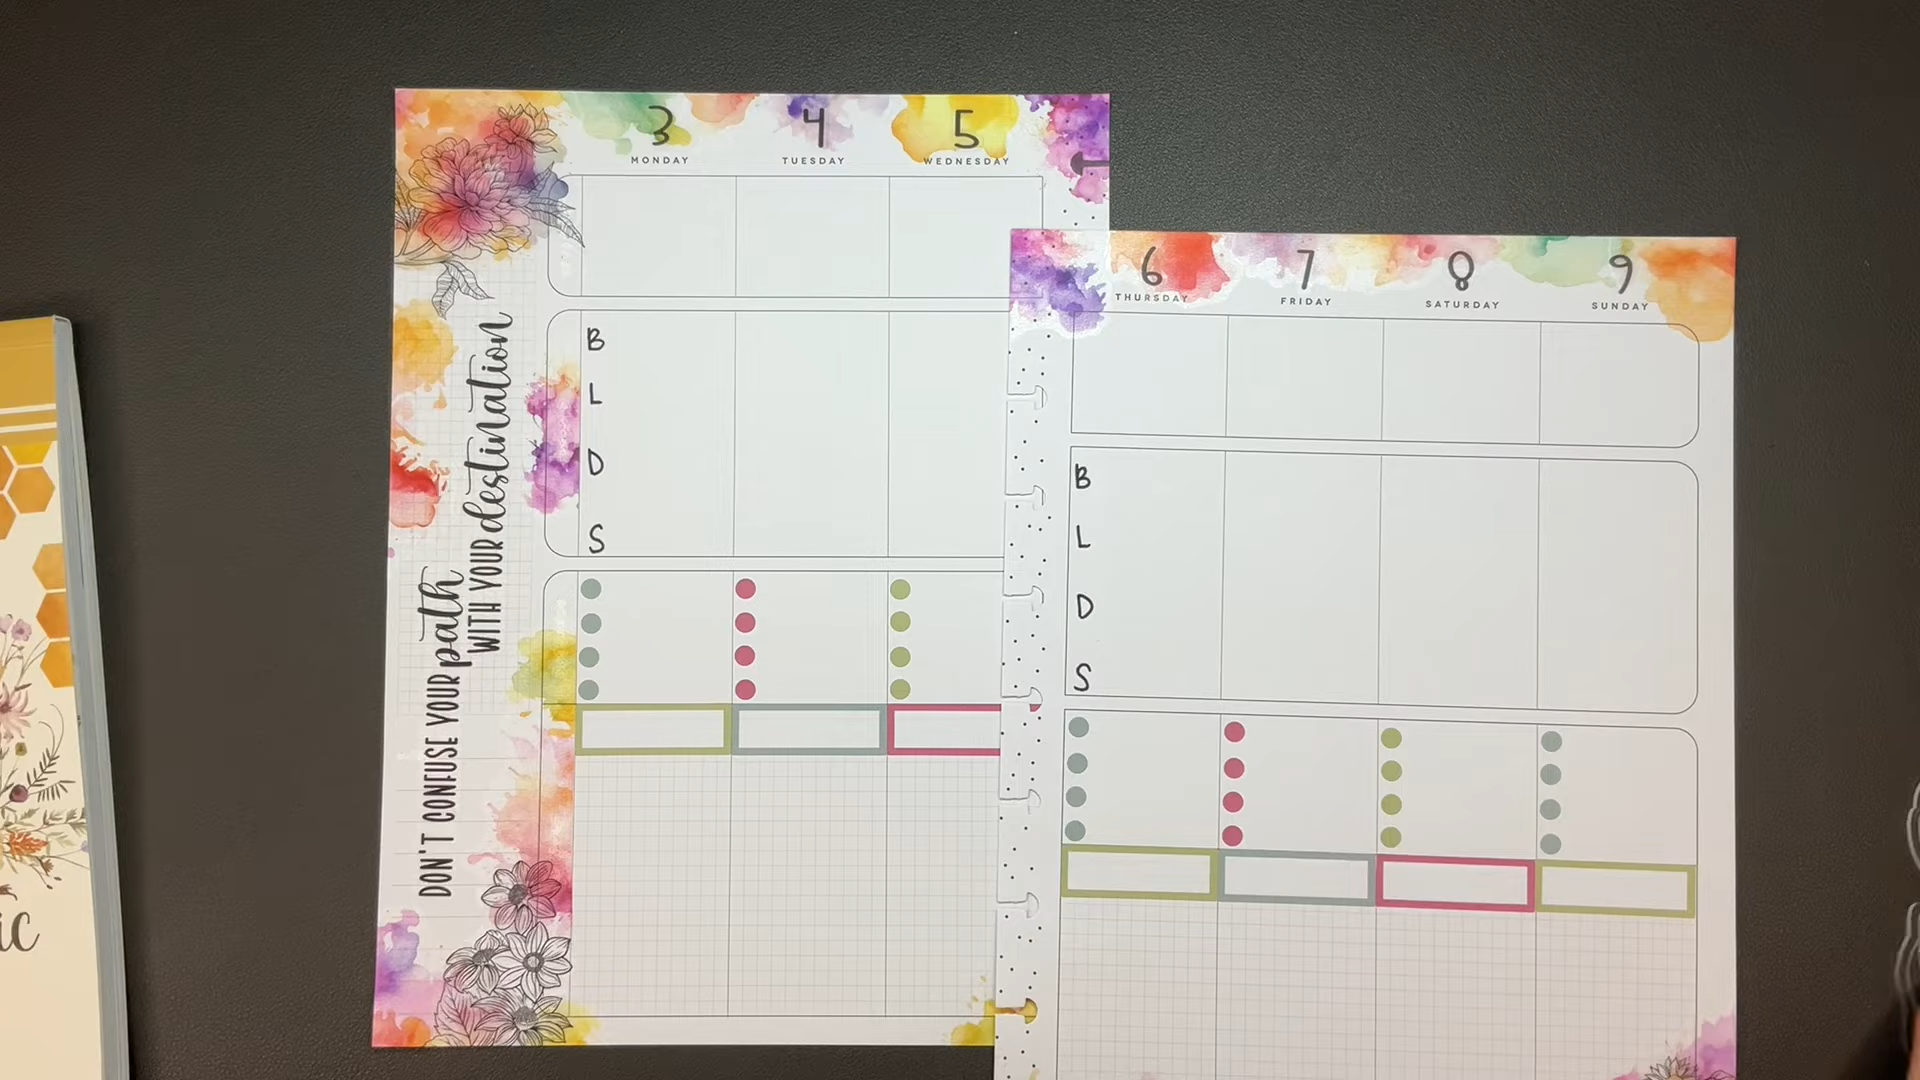 3 4 5
MONDAY TUESDAY WEDNESDAY
6 7 8 9
THURSDAY FRIDAY SATURDAY SUNDAY
B
L
D
S
B
L
D
S
DON'T CONFUSE YOUR path
WITH YOUR destination
ic